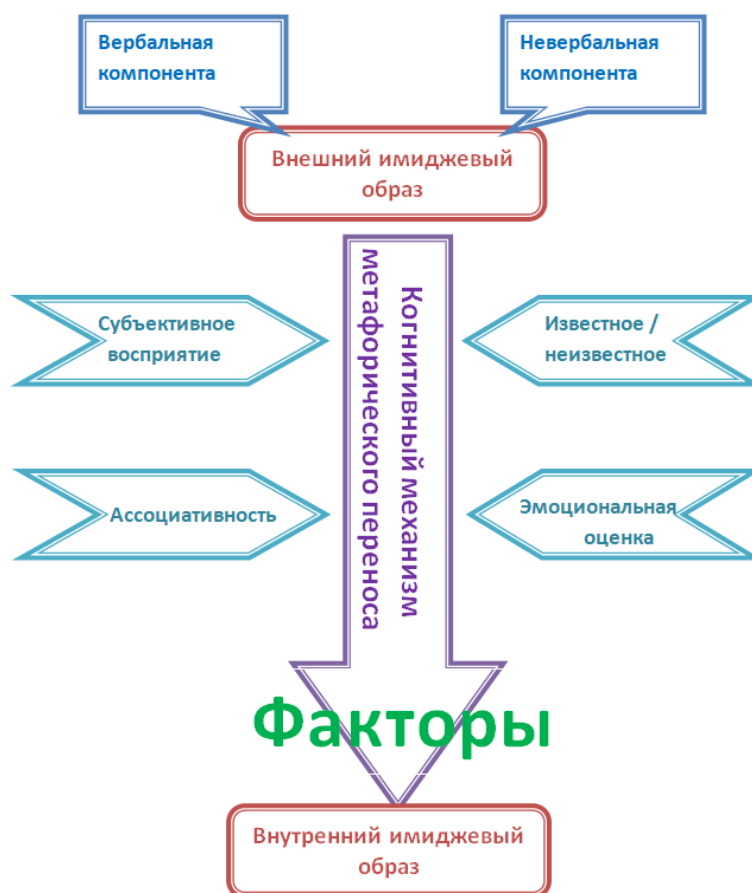 Вербальная
компонента
Невербальная
компонента
Внешний имиджевый
образ
Когнитивный механизм
метафорического переноса
Субъективное
восприятие
Известное /
неизвестное
Ассоциативность
Эмоциональная
оценка
Факторы
Внутренний имиджевый
образ